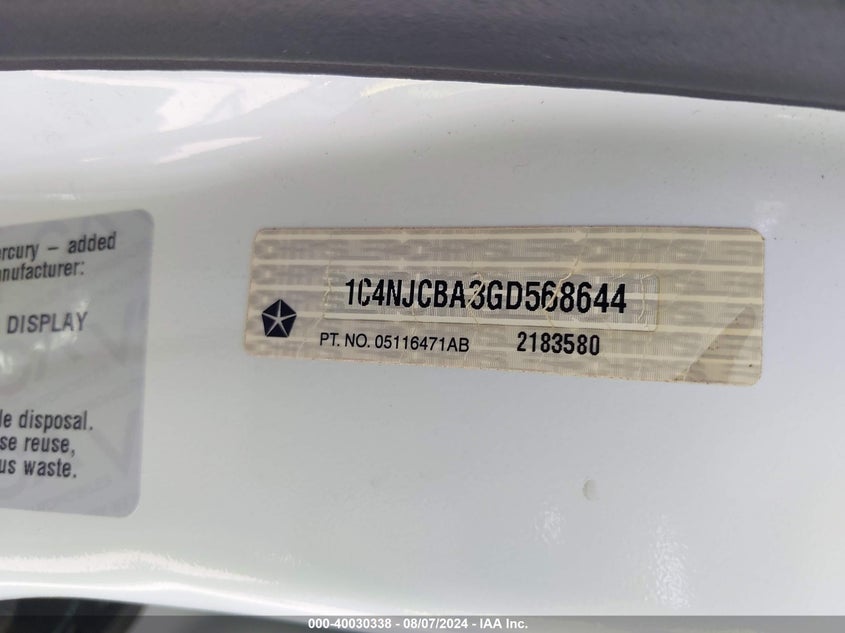 ercury – added
nufacturer:
DISPLAY
le disposal.
se reuse,
us waste.
1C4NJCBA3GD568644
PT. NO. 05116471AB 2183580
000-40030338 - 08/07/2024 - IAA Inc.